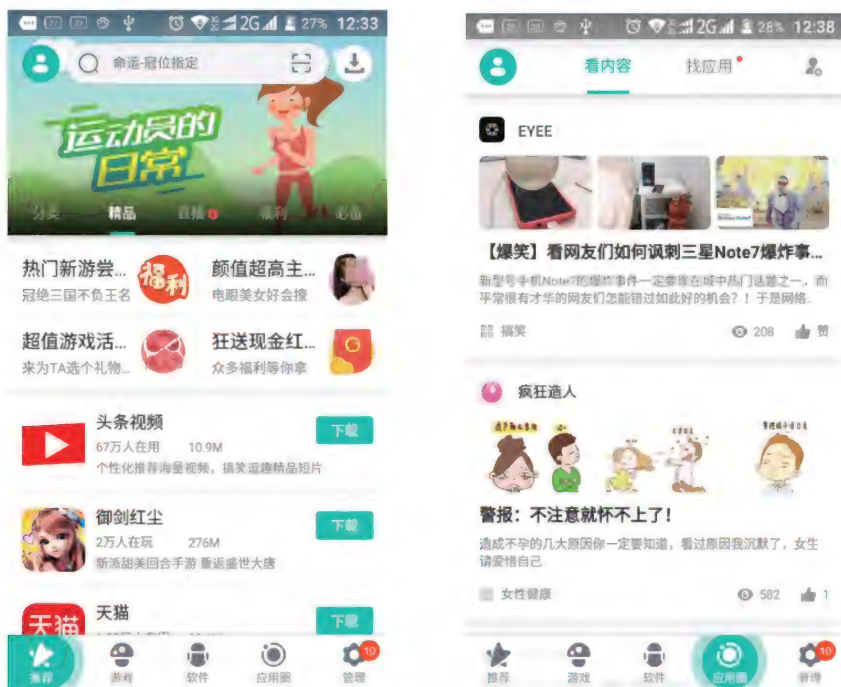 2G 27% 12:33
命运-冠位指定
运动员的
日常
分类 精品 直播 福利 必备
热门新游尝...
冠绝三国不负王名
福利
颜值超高主...
电眼美女好会撩
超值游戏活...
来为TA选个礼物...
狂送现金红...
众多福利等你拿
头条视频
67万人在用 10.9M
个性化推荐海量视频，搞笑逗趣精品短片
下载
御剑红尘
2万人在玩 276M
新派甜美回合手游 重返盛世大唐
下载
天猫
天猫
下载
推荐 游戏 软件 应用圈 管理 10
2G 28% 12:38
看内容 找应用
EYEE
【爆笑】看网友们如何讽刺三星Note7爆炸事...
新型号手机Note7的爆炸事件一定要现在城中热门话题之一，而
平常很有才华的网友们怎能错过如此好的机会？！于是网络..
搞笑 208 赞
疯狂造人
警报：不注意就怀不上了！
造成不孕的几大原因你一定要知道，看过原因我沉默了，女生
请爱惜自己
女性健康 582 1
推荐 游戏 软件 应用圈 管理 10